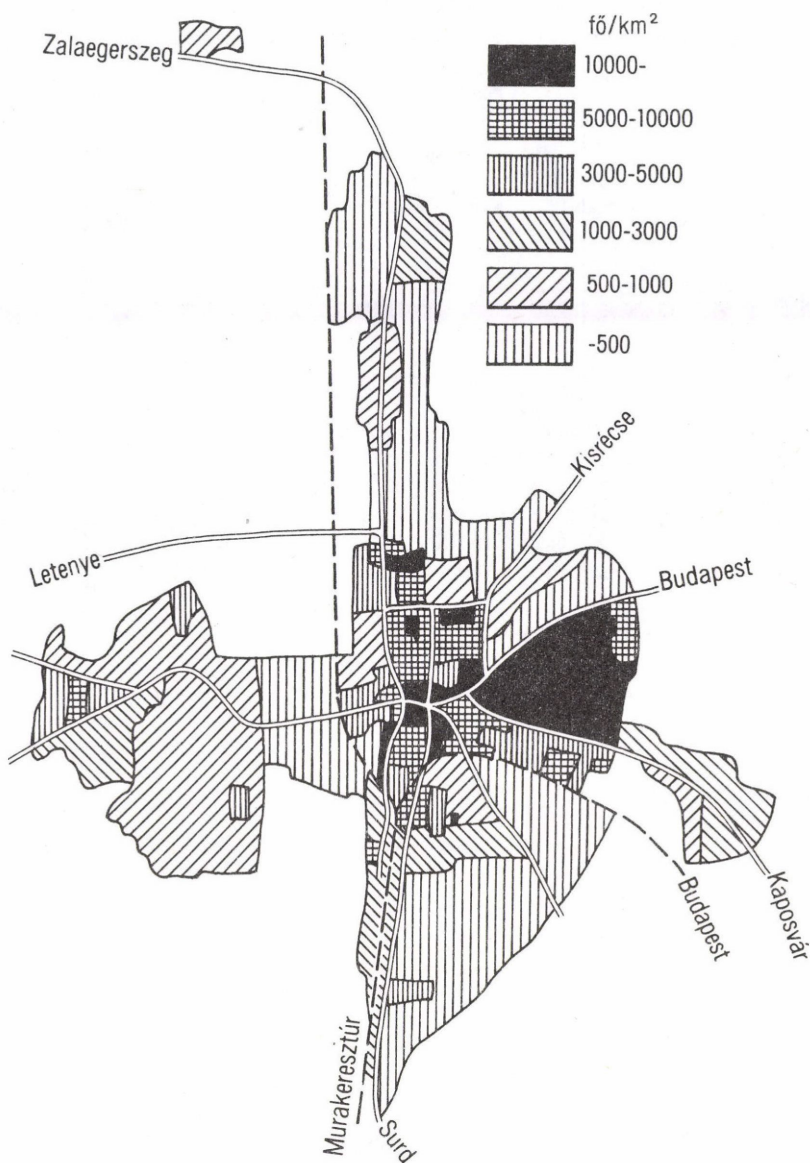 fő/km²
10000-
5000-10000
3000-5000
1000-3000
500-1000
-500
Zalaegerszeg
Kisrécse
Letenye
Budapest
Budapest
Kaposvár
Murakeresztúr
Surd